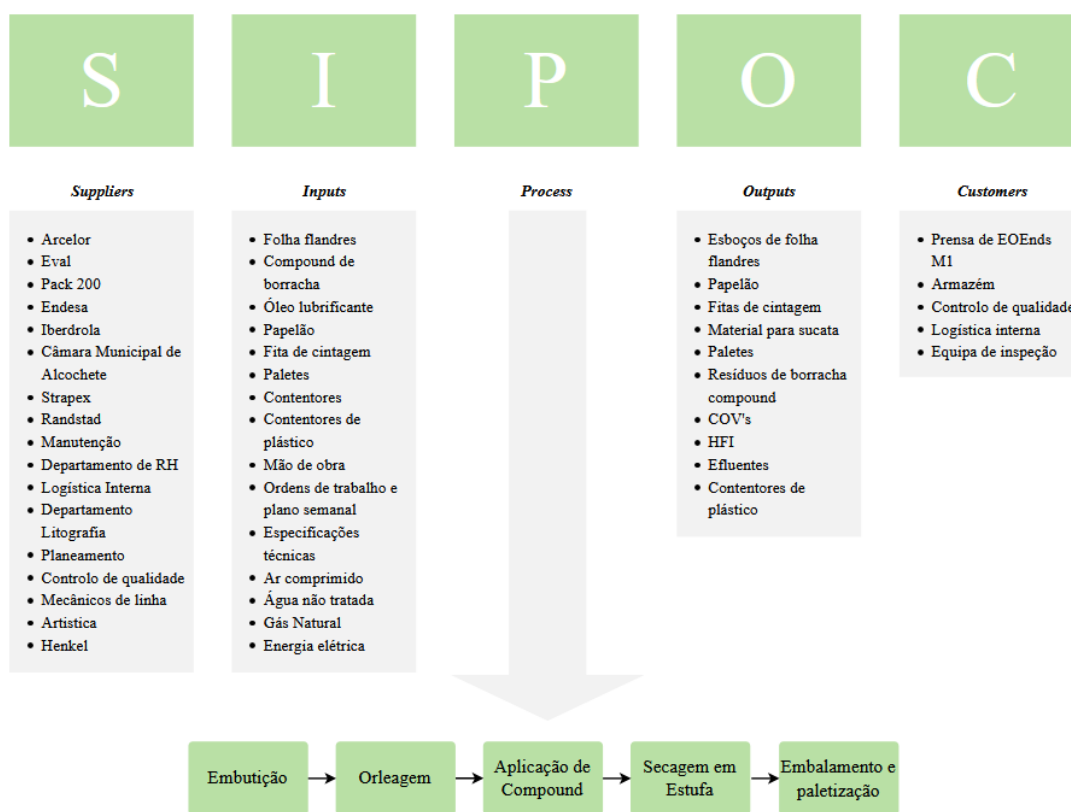 S I P O C
Suppliers Inputs Process Outputs Customers
Arcelor
Eval
Pack 200
Endesa
Iberdrola
Câmara Municipal de
Alcochete
Strapex
Randstad
Manutenção
Departamento de RH
Logística Interna
Departamento
Litografia
Planeamento
Controlo de qualidade
Mecânicos de linha
Artistica
Henkel
Folha flandres
Compound de
borracha
Óleo lubrificante
Papelão
Fita de cintagem
Paletes
Contentores
Contentores de
plástico
Mão de obra
Ordens de trabalho e
plano semanal
Especificações
técnicas
Ar comprimido
Água não tratada
Gás Natural
Energia elétrica
Esboços de folha
flandres
Papelão
Fitas de cintagem
Material para sucata
Paletes
Resíduos de borracha
compound
COV's
HFI
Efluentes
Contentores de
plástico
Prensa de EOEnds
M1
Armazém
Controlo de qualidade
Logística interna
Equipa de inspeção
Embutição
Orleagem
Aplicação de
Compound
Secagem em
Estufa
Embalamento e
paletização